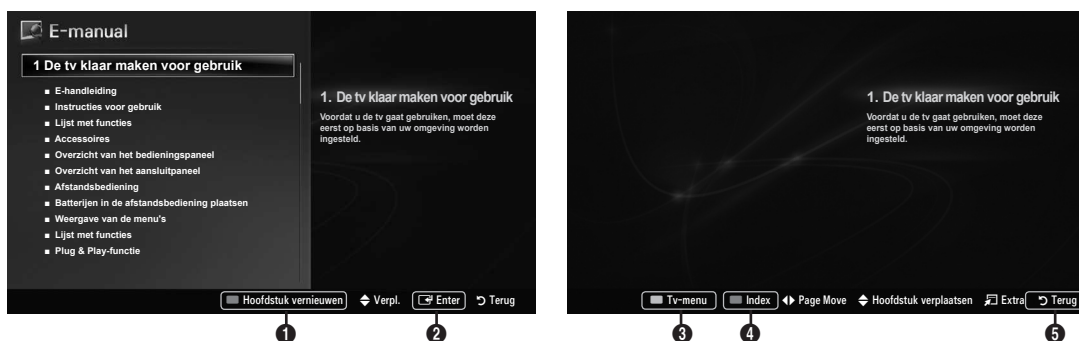 E-manual
1 De tv klaar maken voor gebruik
■ E-handleiding
■ Instructies voor gebruik
■ Lijst met functies
■ Accessoires
■ Overzicht van het bedieningspaneel
■ Overzicht van het aansluitpaneel
■ Afstandsbediening
■ Batterijen in de afstandsbediening plaatsen
■ Weergave van de menu's
■ Lijst met functies
■ Plug & Play-functie
1. De tv klaar maken voor gebruik
Voordat u de tv gaat gebruiken, moet deze
eerst op basis van uw omgeving worden
ingesteld.
Hoofdstuk vernieuwen Verpl. Enter Terug
1 2
1. De tv klaar maken voor gebruik
Voordat u de tv gaat gebruiken, moet deze
eerst op basis van uw omgeving worden
ingesteld.
Tv-menu Index Page Move Hoofdstuk verplaatsen Extra Terug
3 4 5